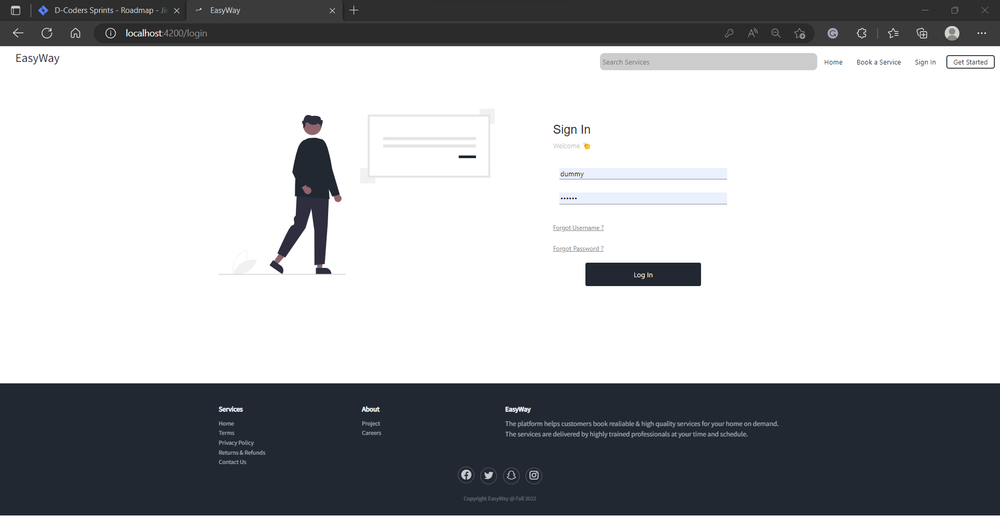 D-Coders Sprints - Roadmap - Ji
EasyWay
localhost:4200/login
EasyWay
Search Services
Home
Book a Service
Sign In
Get Started
Sign In
Welcome 👏
dummy
••••••
Forgot Username ?
Forgot Password ?
Log In
Services
Home
Terms
Privacy Policy
Returns & Refunds
Contact Us
About
Project
Careers
EasyWay
The platform helps customers book realiable & high quality services for your home on demand.
The services are delivered by highly trained professionals at your time and schedule.
Copyright EasyWay @ Fall 2022